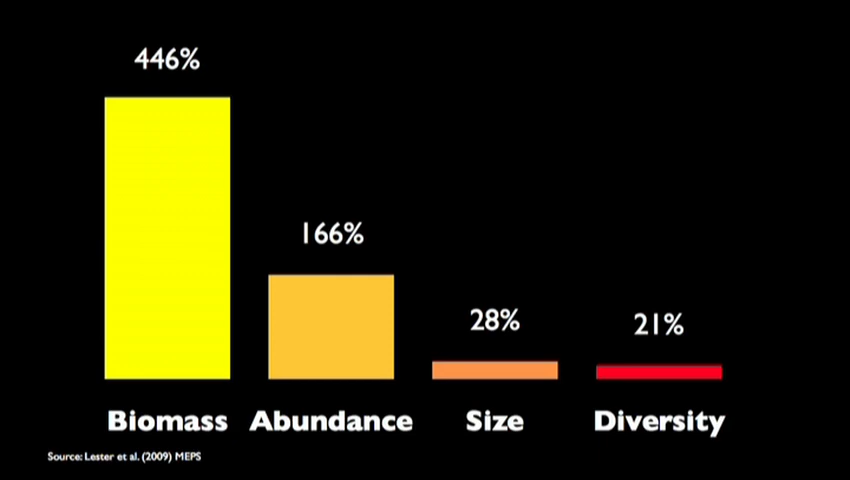 446%
166%
28%
21%
Biomass Abundance Size Diversity
Source: Lester et al. (2009) MEPS